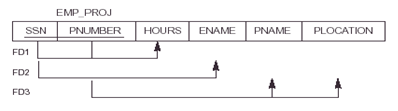 EMP_PROJ
SSN PNUMBER HOURS ENAME PNAME PLOCATION
FD1
FD2
FD3